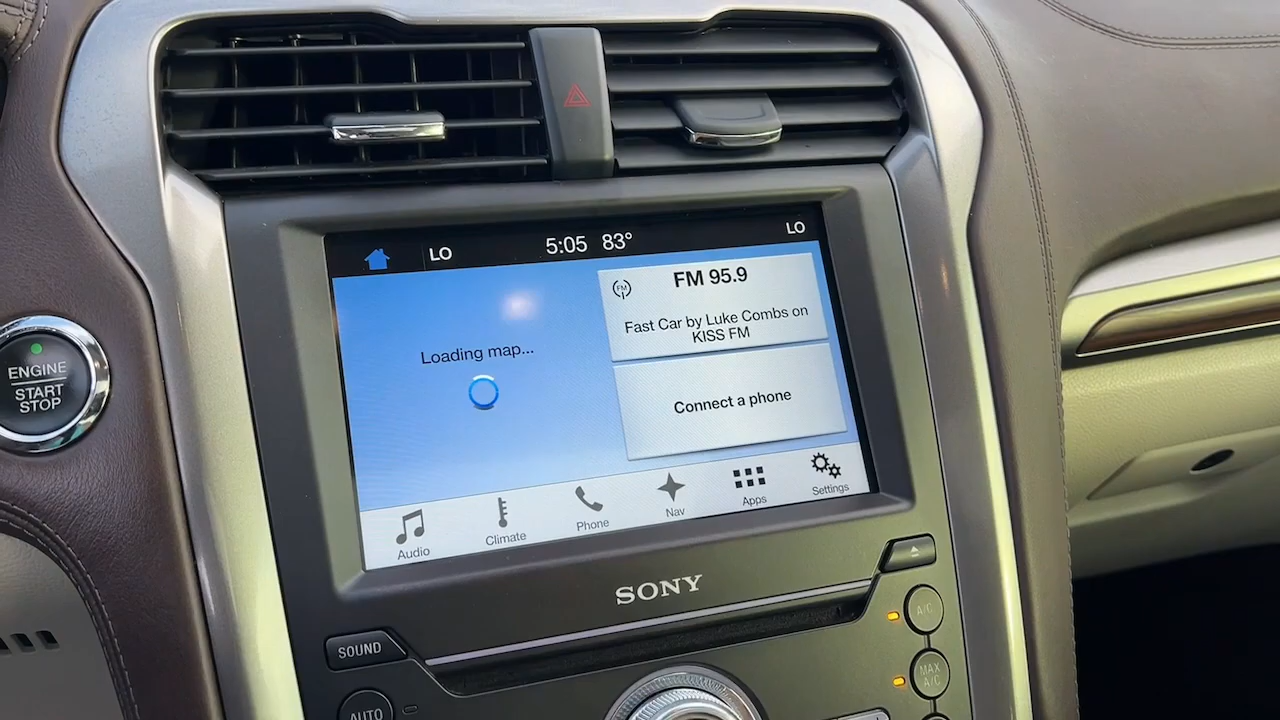 LO
5:05 83°
LO
FM
FM 95.9
Fast Car by Luke Combs on
KISS FM
Loading map...
Connect a phone
ENGINE
START
STOP
Audio
Climate
Phone
Nav
Apps
Settings
SONY
SOUND
A/C
MAX
A/C
AUTO